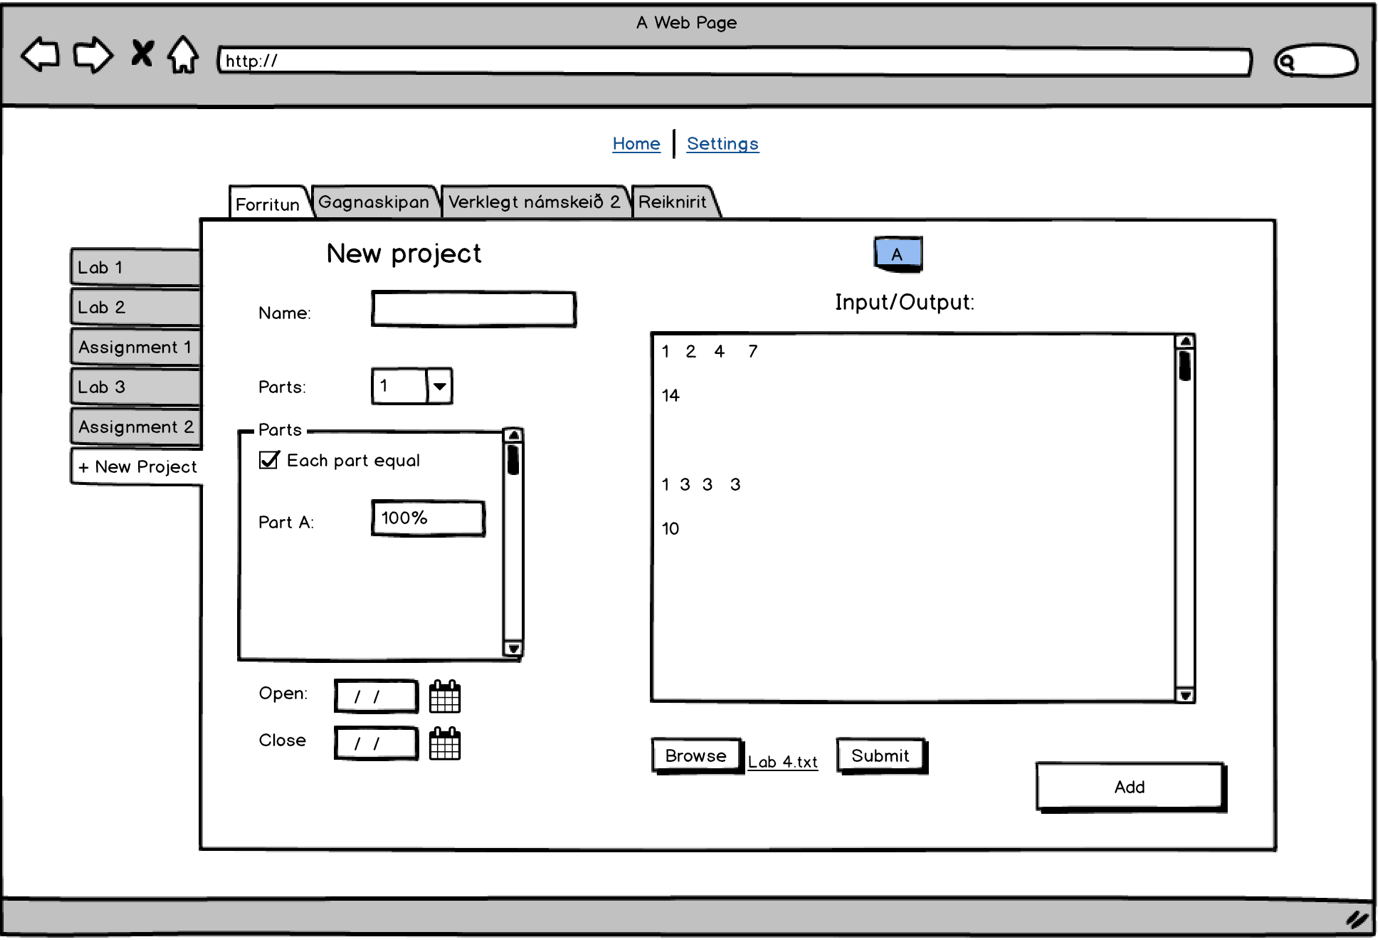 A Web Page
http://
Home | Settings
Forritun Gagnaskipan Verklegt námskeið 2 Reiknirit
Lab 1
Lab 2
Assignment 1
Lab 3
Assignment 2
+ New Project
New project
Name:
Parts: 1
Parts
Each part equal
Part A: 100%
Open: / /
Close / /
A
Input/Output:
1 2 4 7
14
1 3 3 3
10
Browse Lab 4.txt Submit
Add